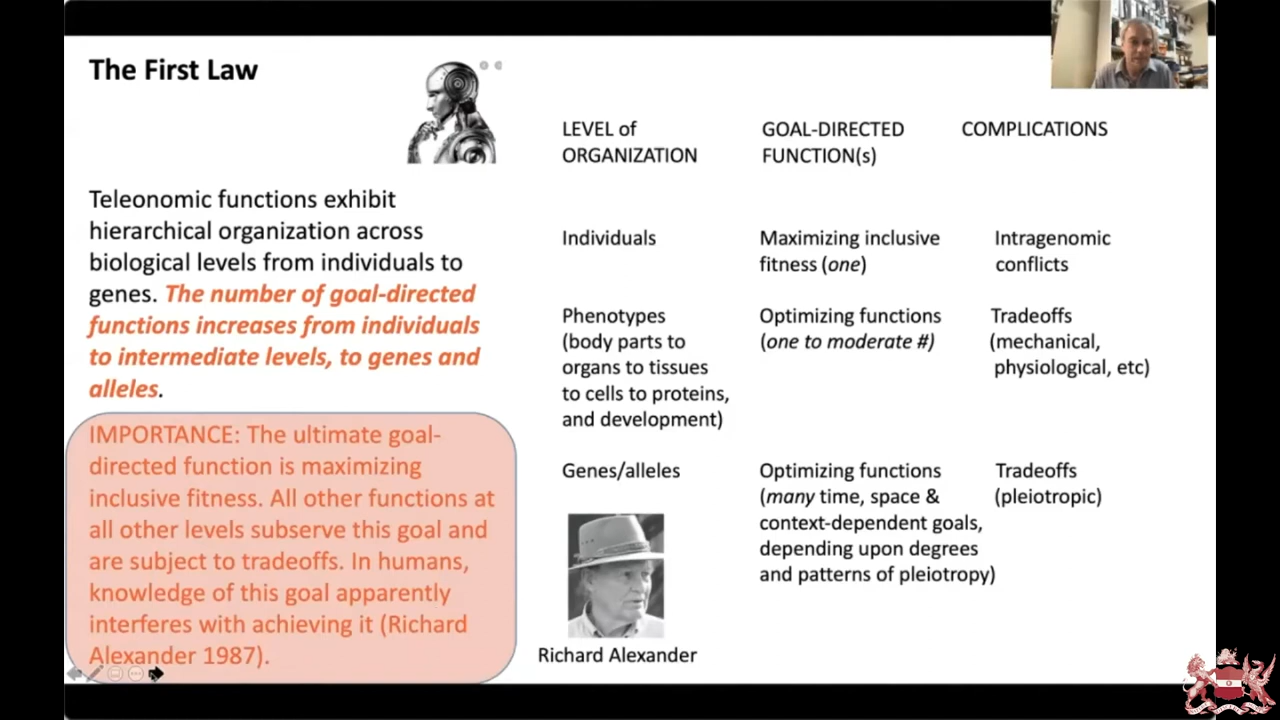 The First Law
Teleonomic functions exhibit
hierarchical organization across
biological levels from individuals to
genes. The number of goal-directed
functions increases from individuals
to intermediate levels, to genes and
alleles.
IMPORTANCE: The ultimate goal-
directed function is maximizing
inclusive fitness. All other functions at
all other levels subserve this goal and
are subject to tradeoffs. In humans,
knowledge of this goal apparently
interferes with achieving it (Richard
Alexander 1987).
LEVEL of
ORGANIZATION
GOAL-DIRECTED
FUNCTION(s)
COMPLICATIONS
Individuals
Maximizing inclusive
fitness (one)
Intragenomic
conflicts
Phenotypes
(body parts to
organs to tissues
to cells to proteins,
and development)
Optimizing functions
(one to moderate #)
Tradeoffs
(mechanical,
physiological, etc)
Genes/alleles
Optimizing functions
(many time, space &
context-dependent goals,
depending upon degrees
and patterns of pleiotropy)
Tradeoffs
(pleiotropic)
Richard Alexander